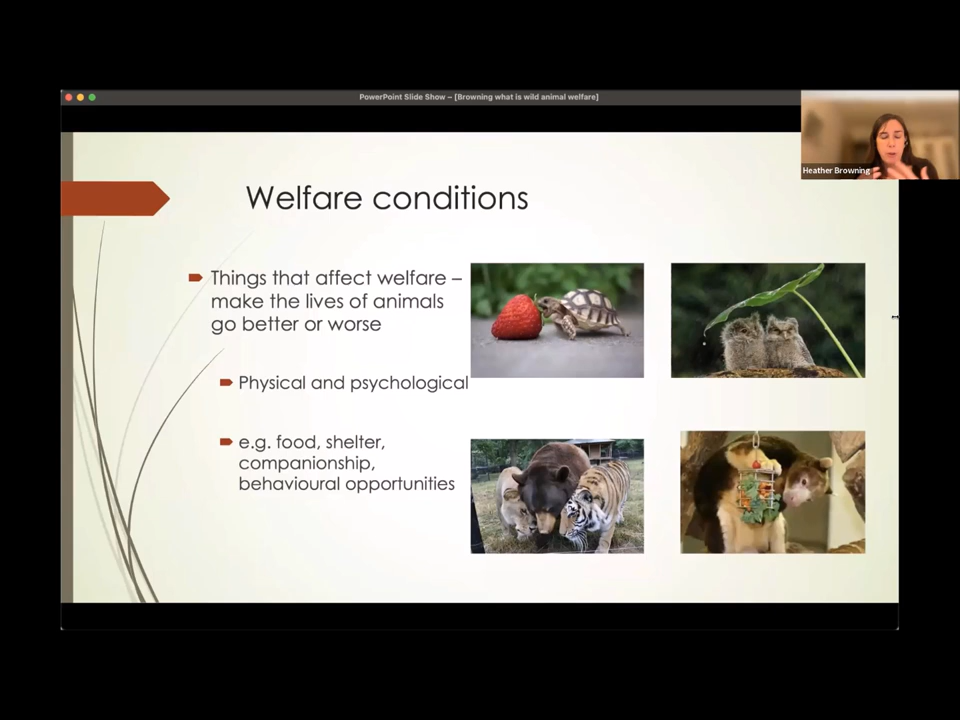 PowerPoint Slide Show – [Browning what is wild animal welfare]
Heather Browning
Welfare conditions
Things that affect welfare –
make the lives of animals
go better or worse
Physical and psychological
e.g. food, shelter,
companionship,
behavioural opportunities